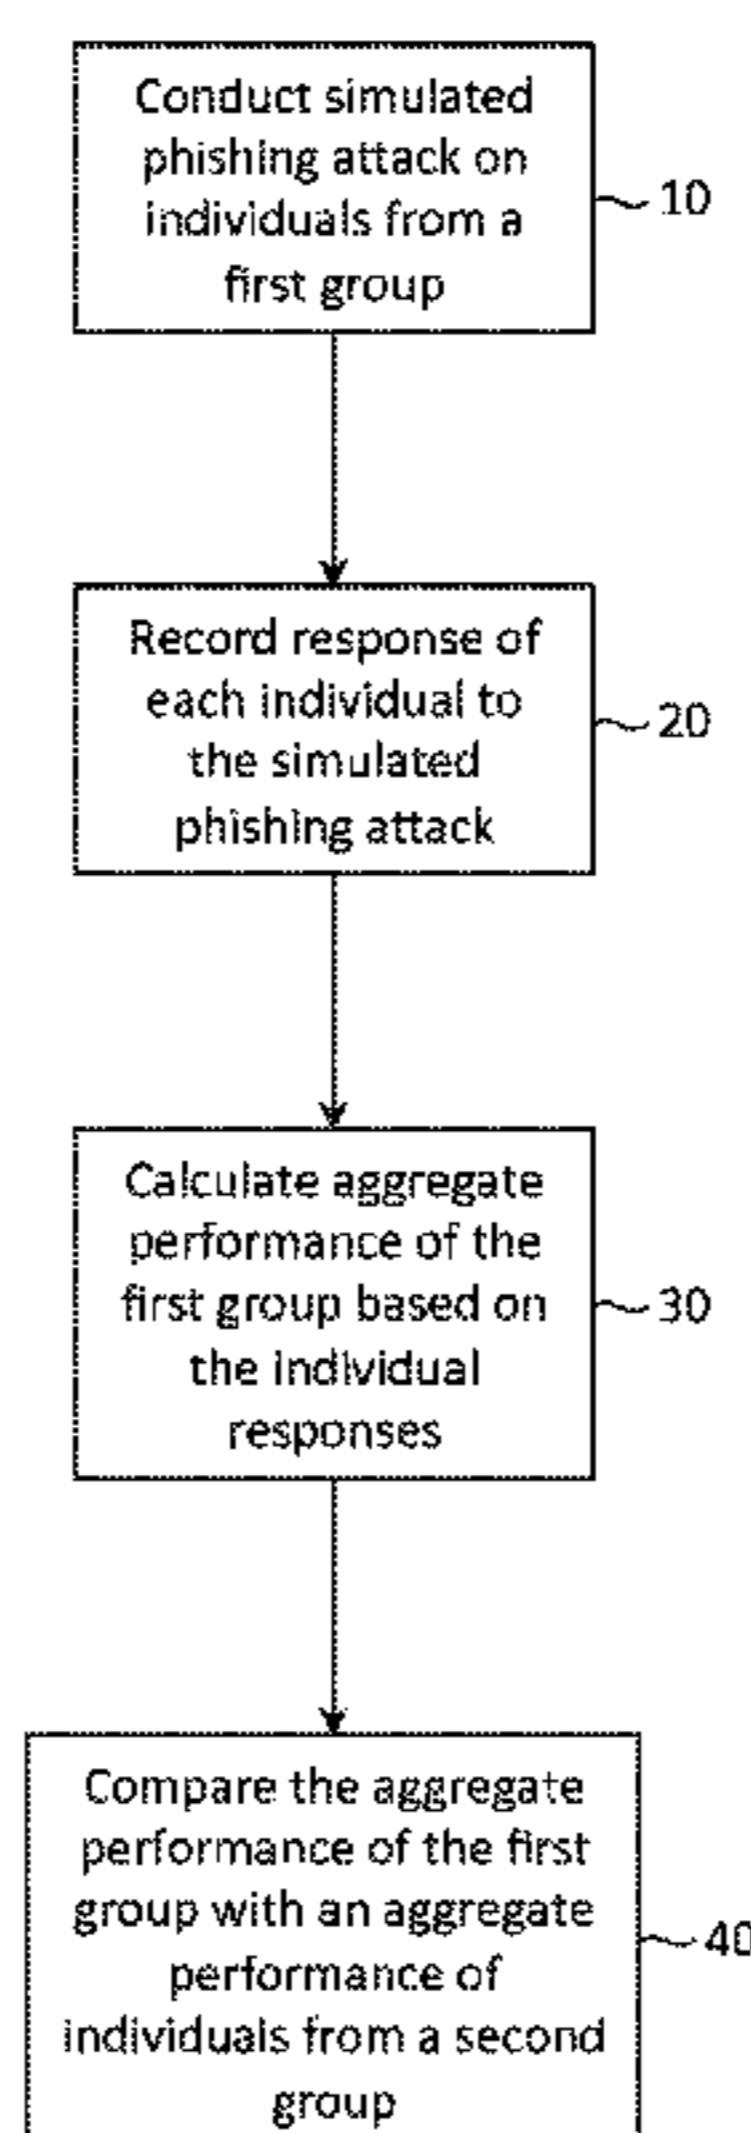 Conduct simulated
phishing attack on
individuals from a
first group
10
Record response of
each individual to
the simulated
phishing attack
20
Calculate aggregate
performance of the
first group based on
the individual
responses
30
Compare the aggregate
performance of the first
group with an aggregate
performance of
individuals from a second
group
40